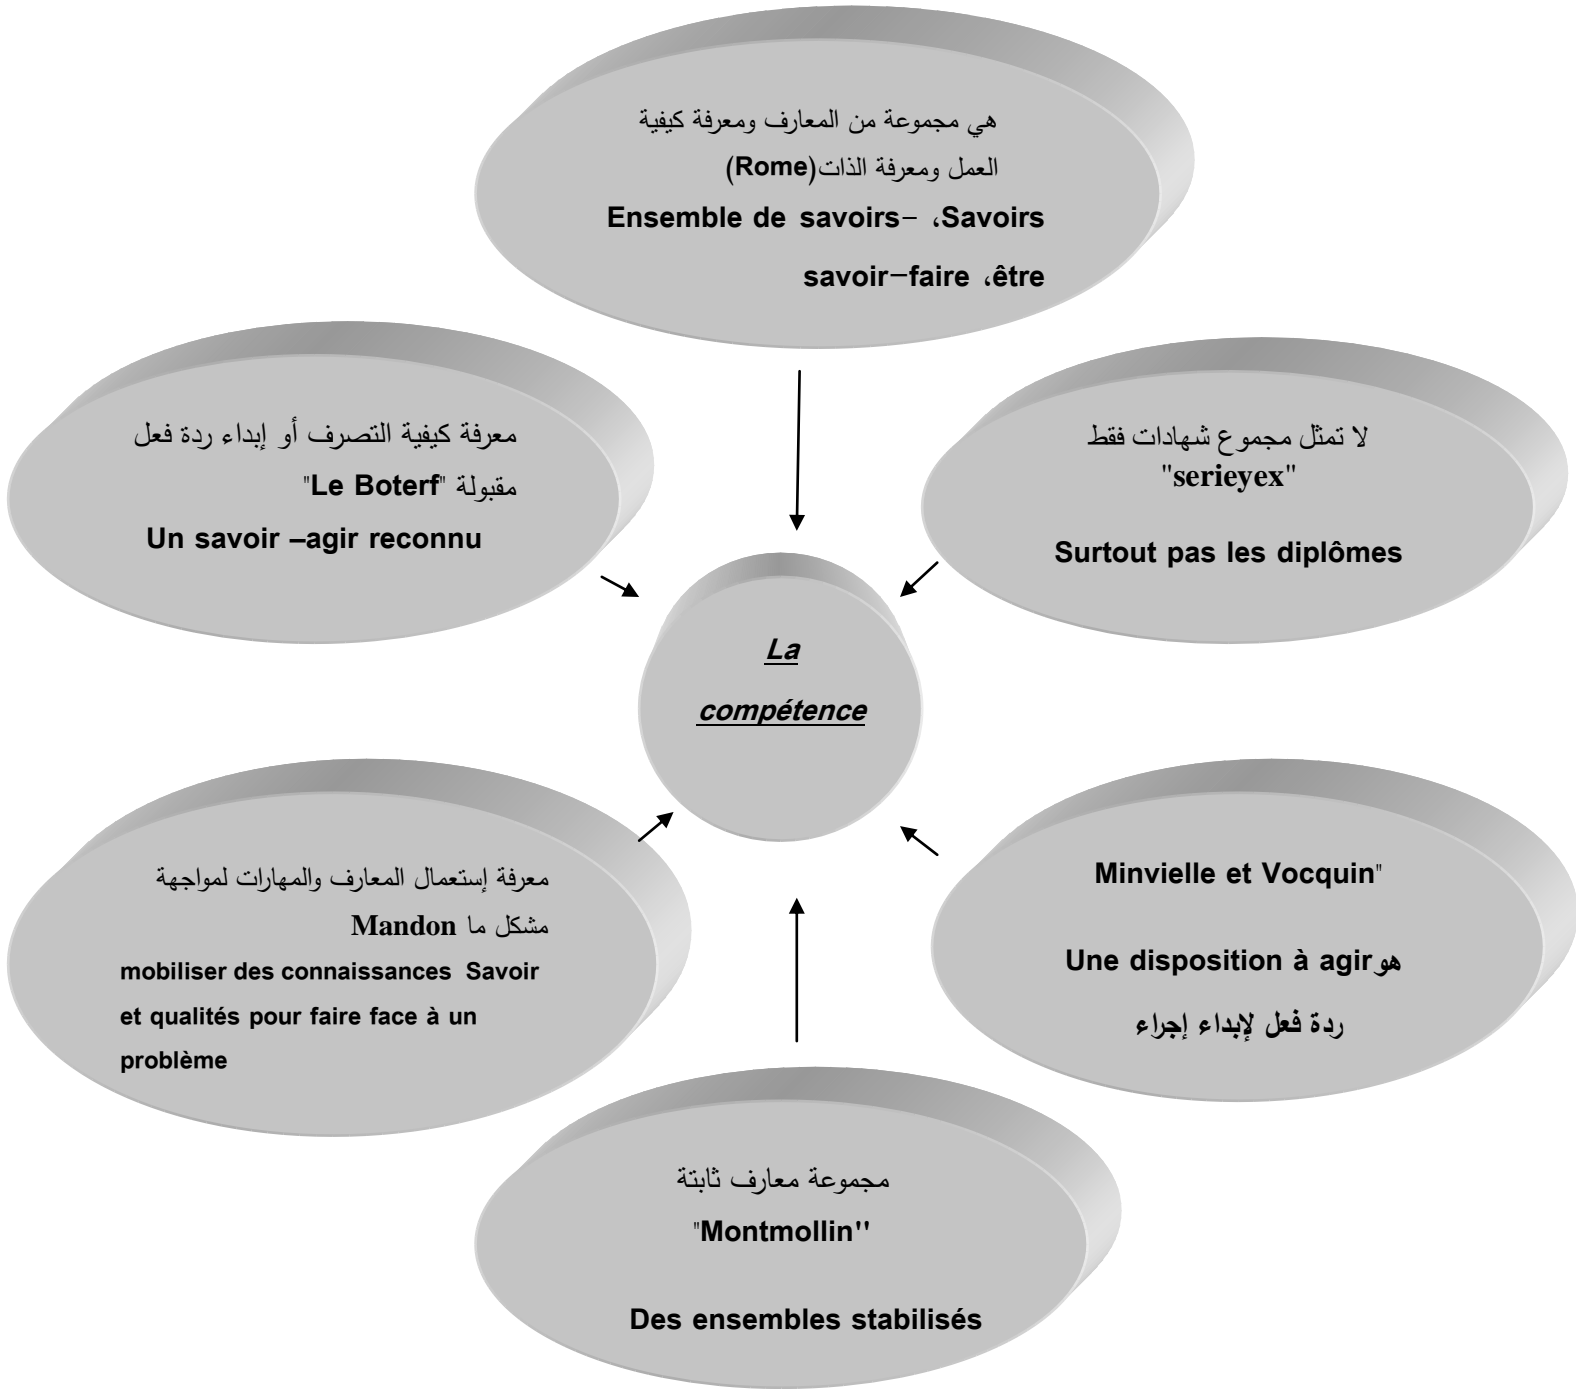 هي مجموعة من المعارف ومعرفة كيفية
العمل ومعرفة الذات(Rome)
Ensemble de savoirs– ،Savoirs
savoir–faire ،être
معرفة كيفية التصرف أو إبداء ردة فعل
مقبولة "Le Boterf"
Un savoir –agir reconnu
لا تمثل مجموع شهادات فقط
"serieyex"
Surtout pas les diplômes
La
compétence
معرفة إستعمال المعارف والمهارات لمواجهة
مشكل ما Mandon
mobiliser des connaissances Savoir
et qualités pour faire face à un
problème
Minvielle et Vocquin"
Une disposition à agirهو
ردة فعل لإبداء إجراء
مجموعة معارف ثابتة
"Montmollin''
Des ensembles stabilisés